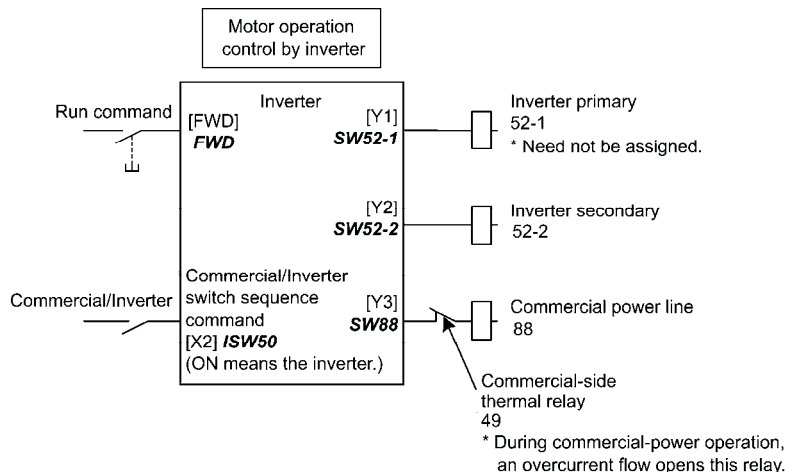 Motor operation
control by inverter
Run command
[FWD]
FWD
Inverter
[Y1]
SW52-1
Inverter primary
52-1
* Need not be assigned.
[Y2]
SW52-2
Inverter secondary
52-2
Commercial/Inverter
Commercial/Inverter
switch sequence
command
[X2] ISW50
(ON means the inverter.)
[Y3]
SW88
Commercial power line
88
Commercial-side
thermal relay
49
* During commercial-power operation,
an overcurrent flow opens this relay.